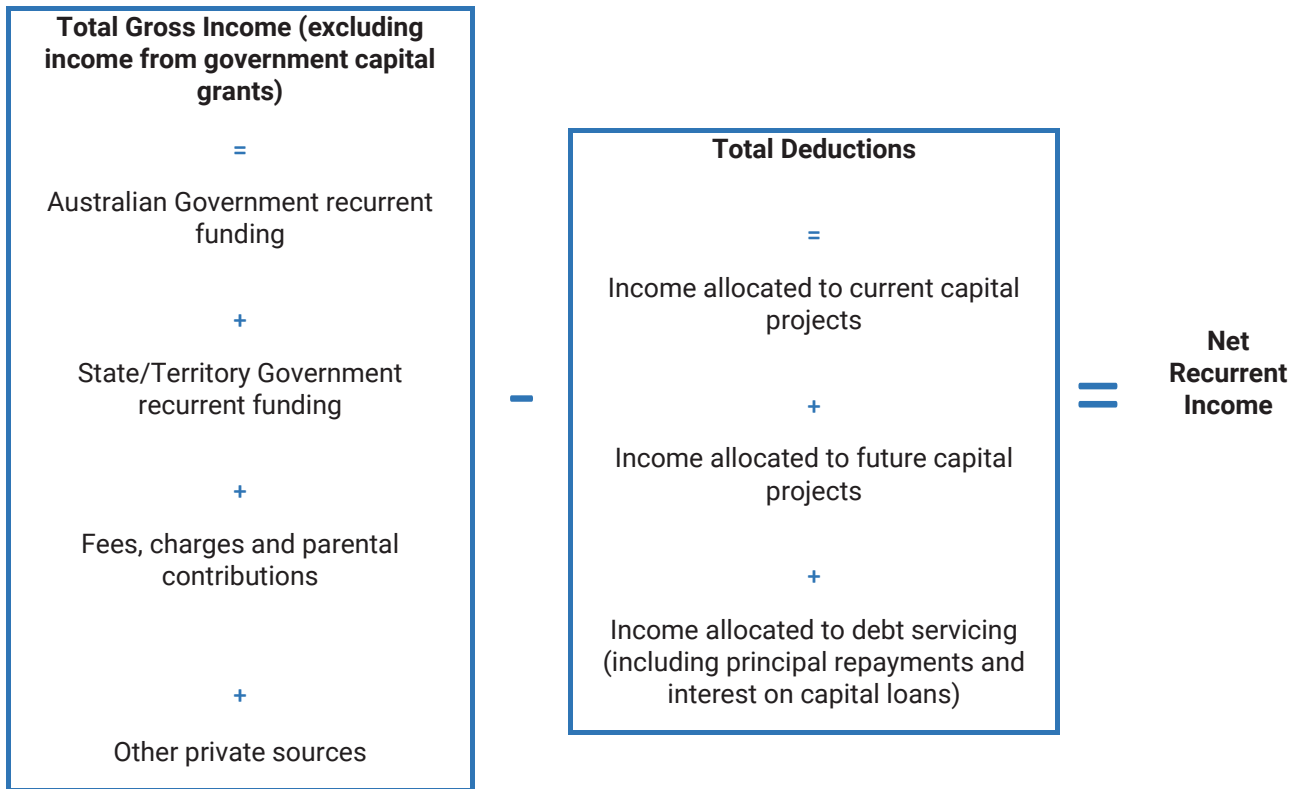 Total Gross Income (excluding
income from government capital
grants)
=
Australian Government recurrent
funding
+
State/Territory Government
recurrent funding
+
Fees, charges and parental
contributions
+
Other private sources
-
Total Deductions
=
Income allocated to current capital
projects
+
Income allocated to future capital
projects
+
Income allocated to debt servicing
(including principal repayments and
interest on capital loans)
=
Net
Recurrent
Income